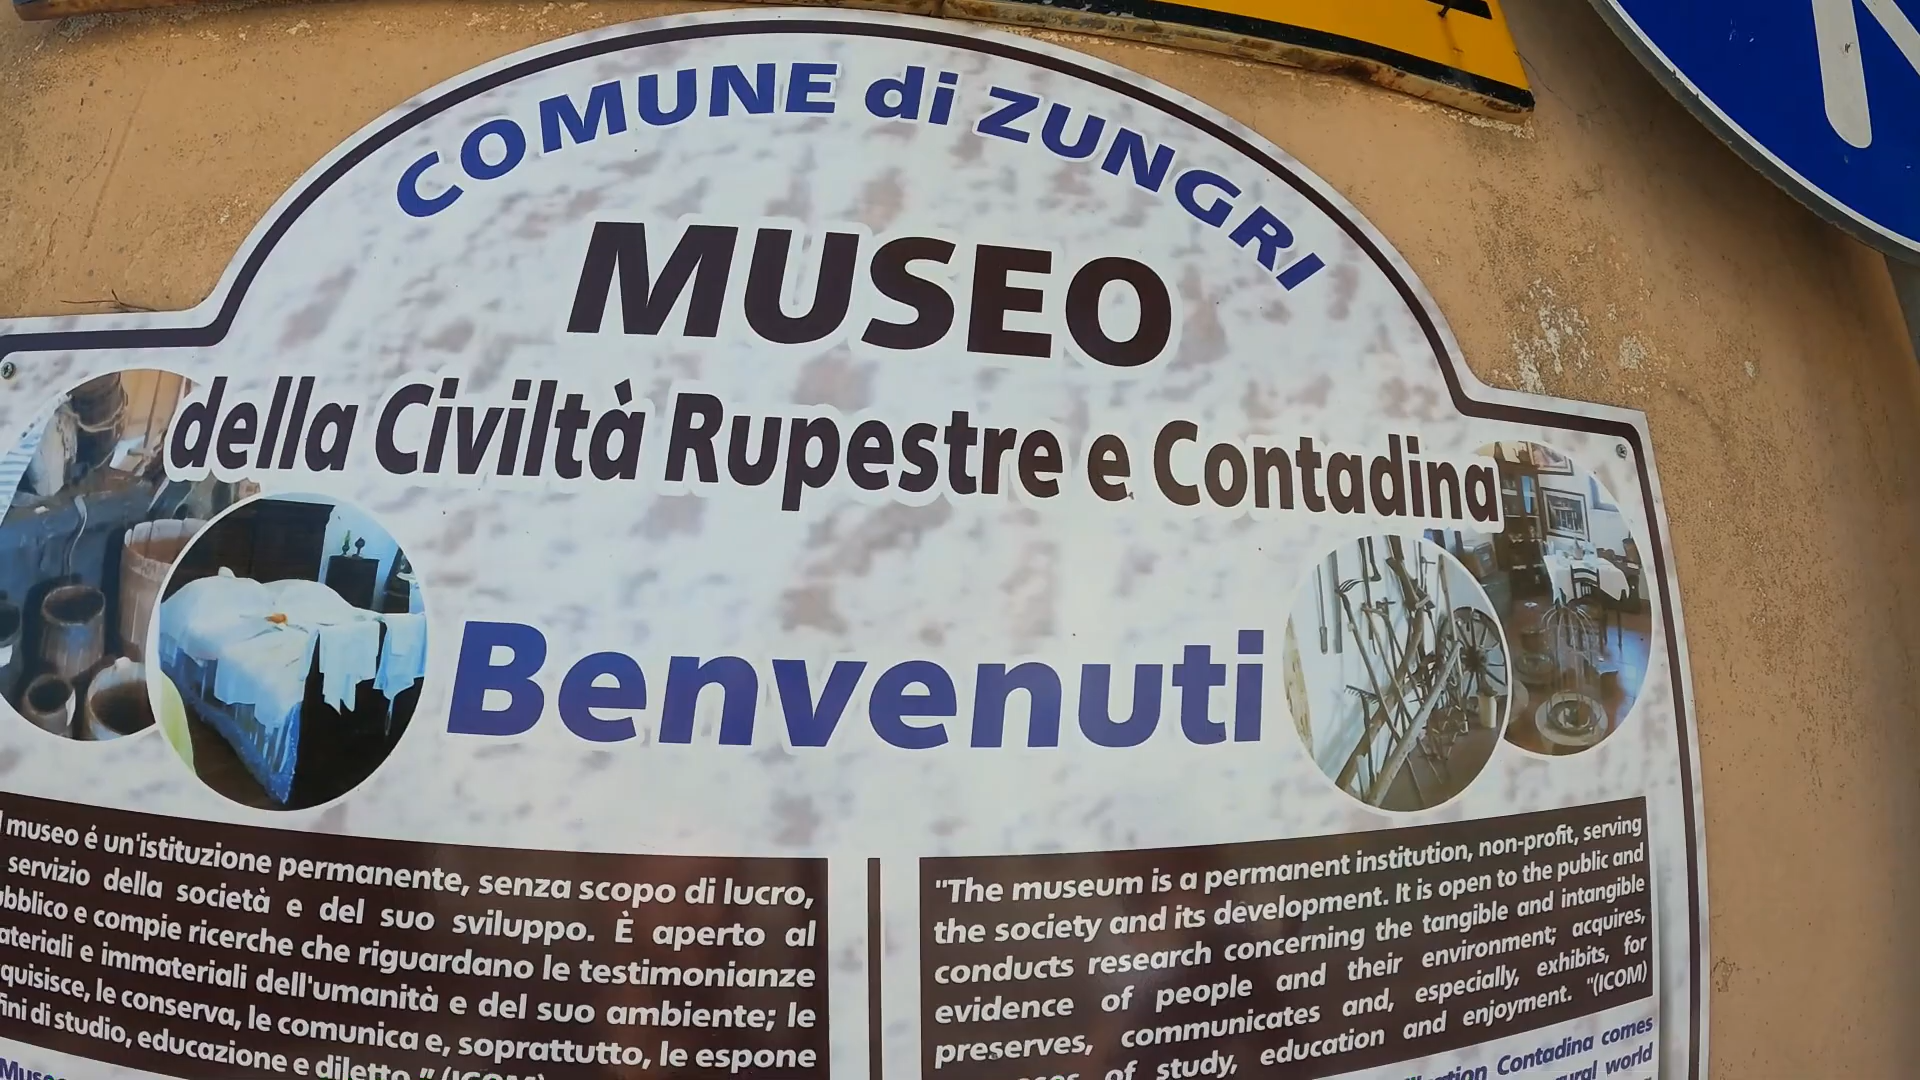 COMUNE di ZUNGRI
MUSEO
della Civiltà Rupestre e Contadina
Benvenuti
museo é un'istituzione permanente, senza scopo di lucro,
servizio della società e del suo sviluppo. È aperto al
e compie ricerche che riguardano le testimonianze
e immateriali dell'umanità e del suo ambiente; le
le conserva, le comunica e, soprattutto, le espone
fini di studio, educazione e diletto." (ICOM)
"The museum is a permanent institution, non-profit, serving
the society and its development. It is open to the public and
conducts research concerning the tangible and intangible
evidence of people and their environment; acquires,
preserves, communicates and, especially, exhibits, for
of study, education and enjoyment. "(ICOM)
Contadina comes
world